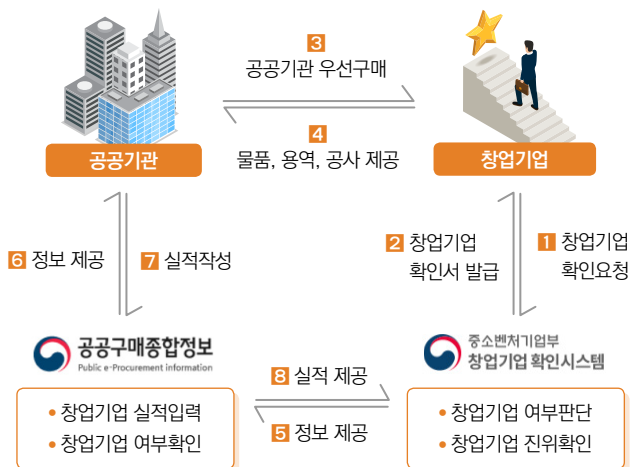 3
공공기관 우선구매
4
물품, 용역, 공사 제공
공공기관
창업기업
6 정보 제공
7 실적작성
2 창업기업
확인서 발급
1 창업기업
확인요청
공공구매종합정보
Public e-Procurement information
중소벤처기업부
창업기업 확인시스템
8 실적 제공
5 정보 제공
• 창업기업 실적입력
• 창업기업 여부확인
• 창업기업 여부판단
• 창업기업 진위확인